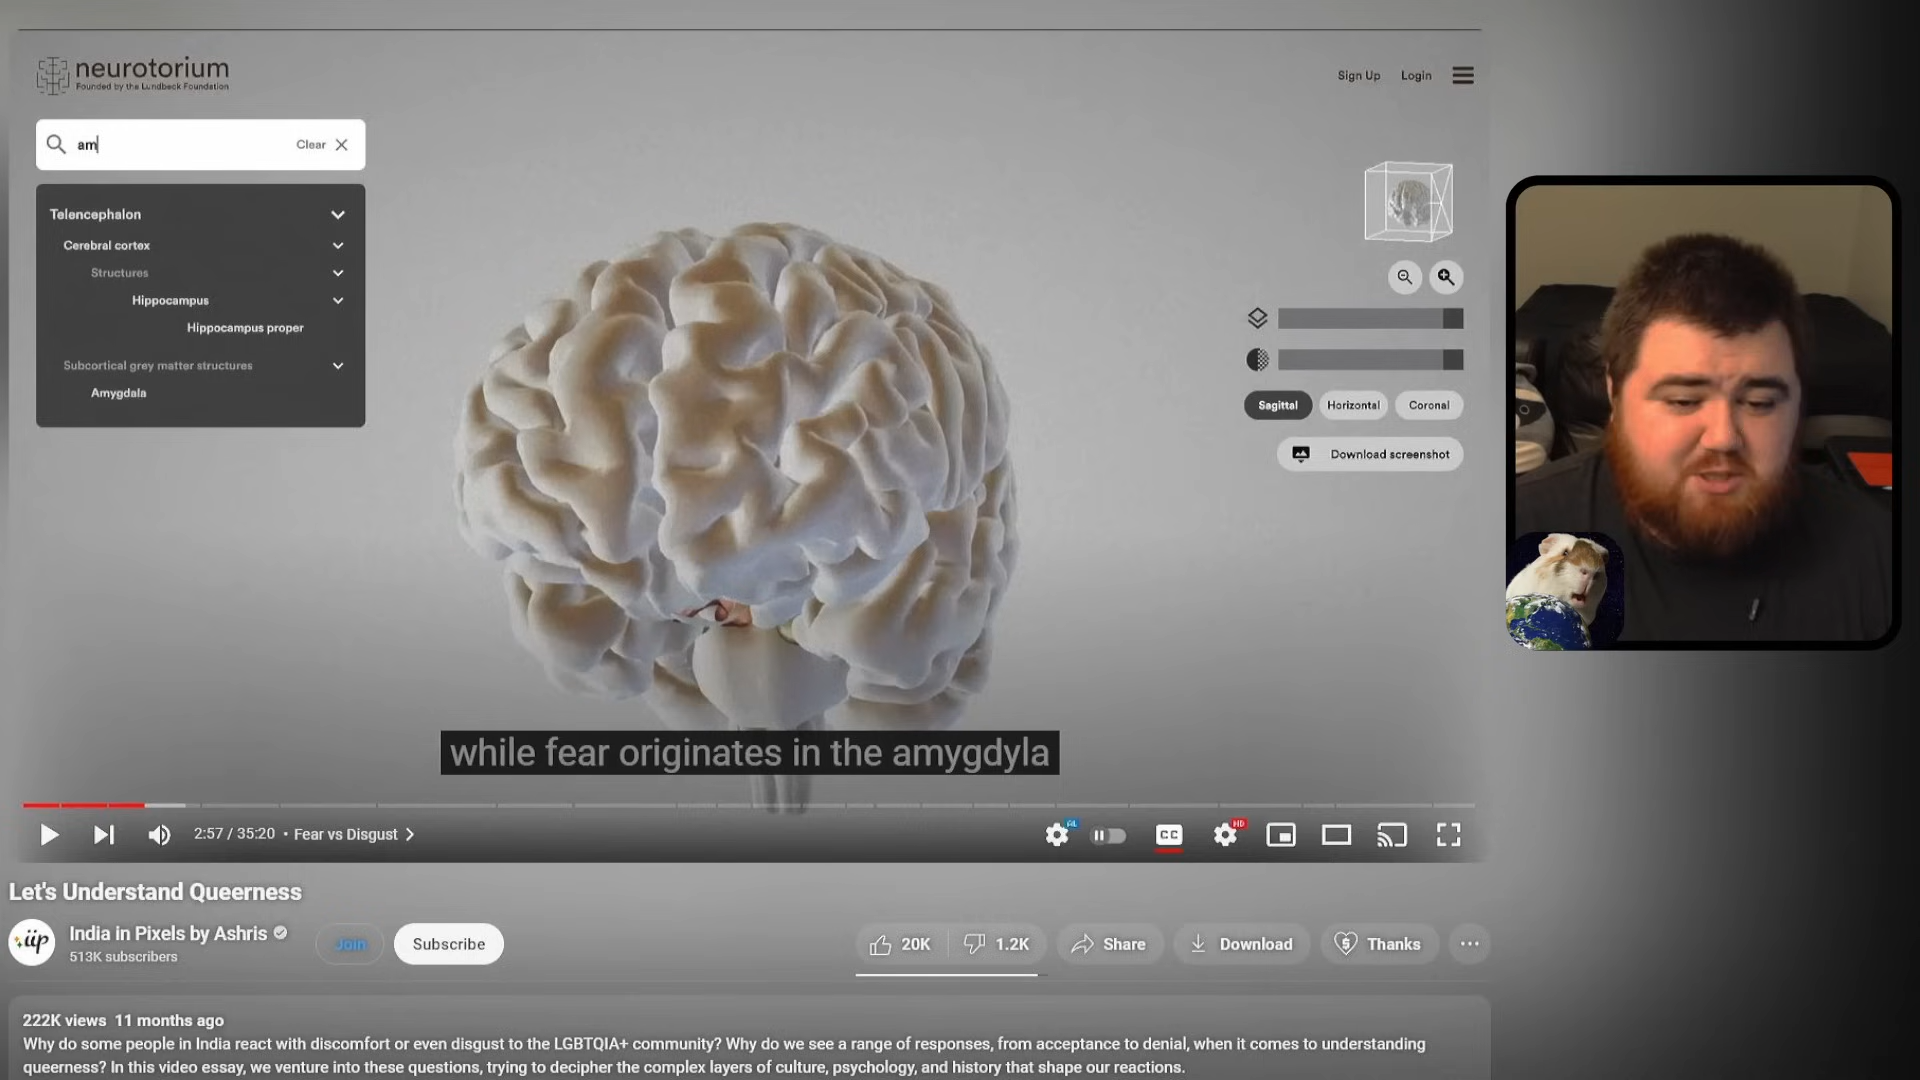 neurotorium
Founded by the Lundbeck Foundation
Sign Up
Login
am
Clear
Telencephalon
Cerebral cortex
Structures
Hippocampus
Hippocampus proper
Subcortical grey matter structures
Amygdala
Sagittal
Horizontal
Coronal
Download screenshot
while fear originates in the amygdyla
2:57 / 35:20 • Fear vs Disgust
CC
HD
Let's Understand Queerness
iip
India in Pixels by Ashris
513K subscribers
Join
Subscribe
20K
1.2K
Share
Download
Thanks
222K views 11 months ago
Why do some people in India react with discomfort or even disgust to the LGBTQIA+ community? Why do we see a range of responses, from acceptance to denial, when it comes to understanding
queerness? In this video essay, we venture into these questions, trying to decipher the complex layers of culture, psychology, and history that shape our reactions.